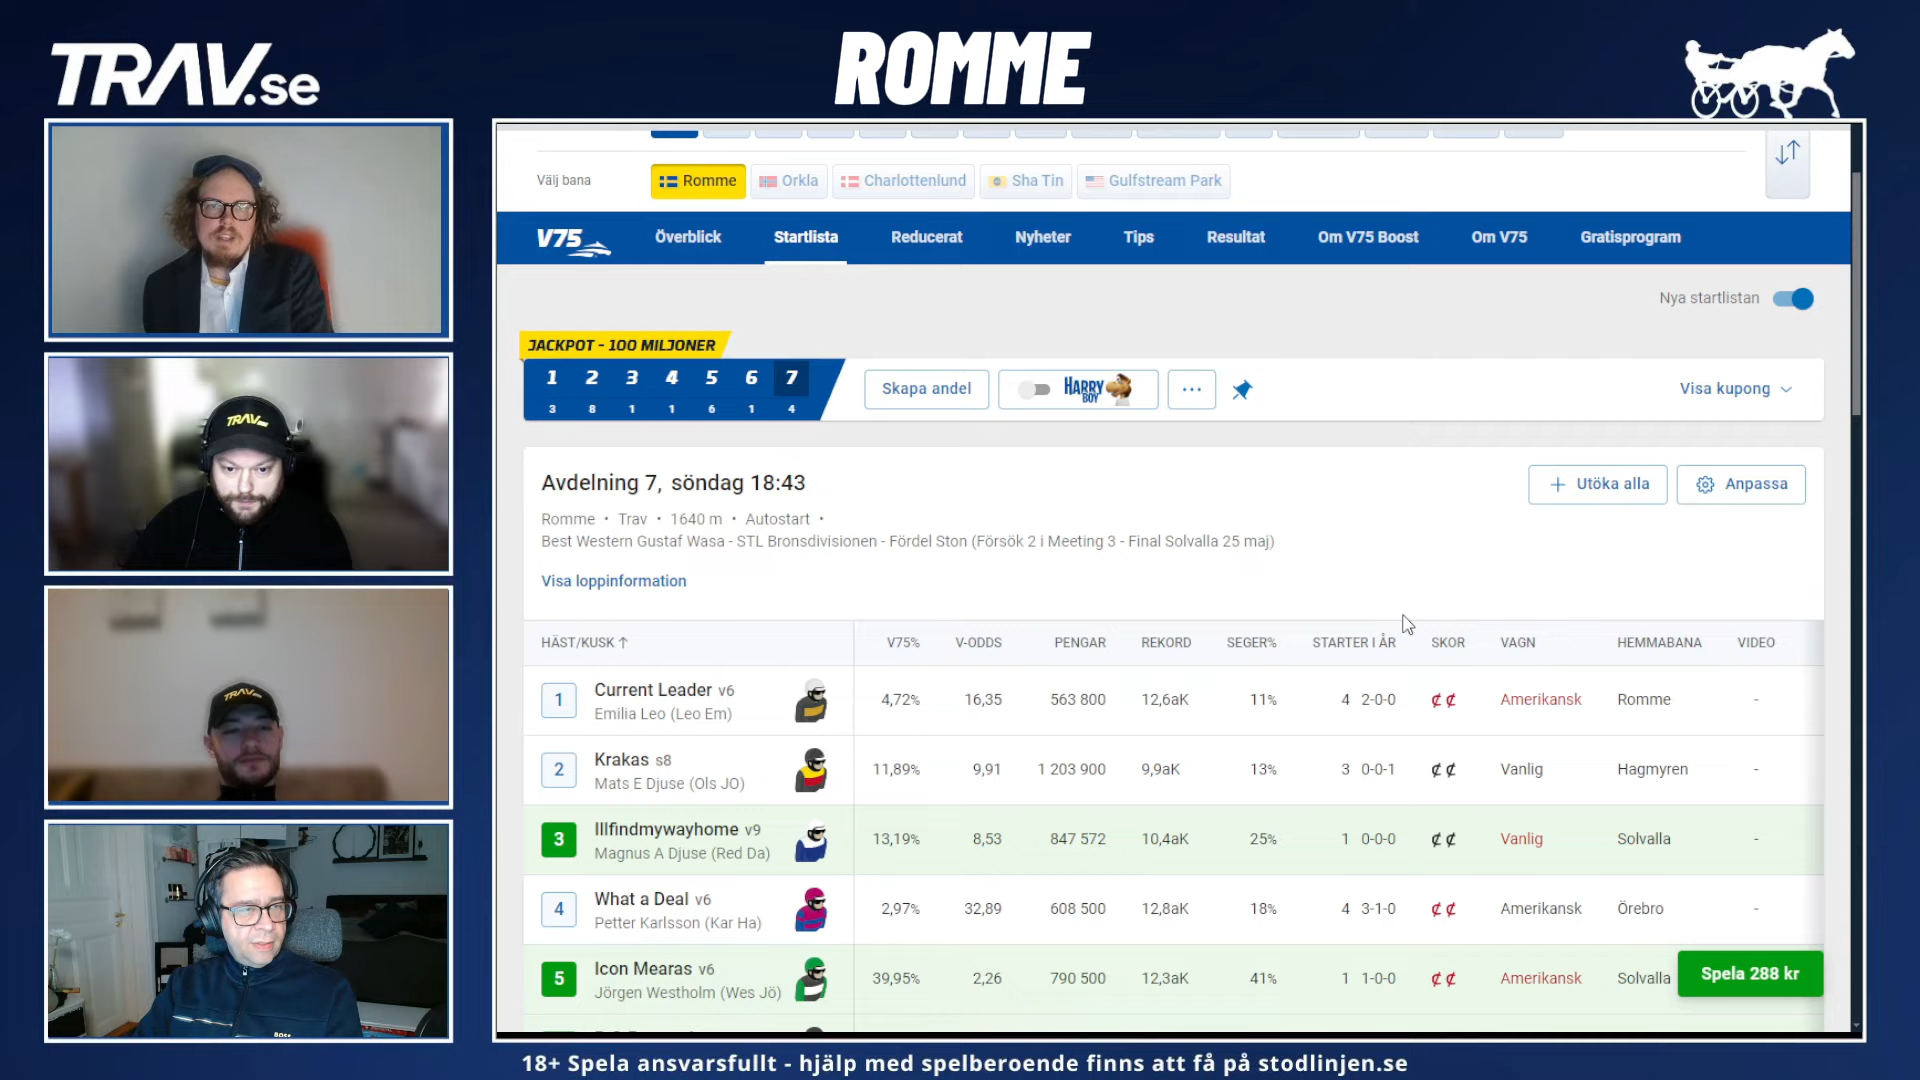 TRAV.se
ROMME
Välj bana
Romme
Orkla
Charlottenlund
Sha Tin
Gulfstream Park
V75
Överblick
Startlista
Reducerat
Nyheter
Tips
Resultat
Om V75 Boost
Om V75
Gratisprogram
Nya startlistan
JACKPOT - 100 MILJONER
1 2 3 4 5 6 7
3 8 1 1 6 1 4
Skapa andel
HARRY BOY
...
Visa kupong
Avdelning 7, söndag 18:43
Utöka alla
Anpassa
Romme • Trav • 1640 m • Autostart •
Best Western Gustaf Wasa - STL Bronsdivisionen - Fördel Ston (Försök 2 i Meeting 3 - Final Solvalla 25 maj)
Visa loppinformation
HÄST/KUSK ↑ V75% V-ODDS PENGAR REKORD SEGER% STARTER I ÅR SKOR VAGN HEMMABANA VIDEO
1 Current Leader v6 4,72% 16,35 563 800 12,6aK 11% 4 2-0-0 ¢ ¢ Amerikansk Romme -
Emilia Leo (Leo Em)
2 Krakas s8 11,89% 9,91 1 203 900 9,9aK 13% 3 0-0-1 ¢ ¢ Vanlig Hagmyren -
Mats E Djuse (Ols JO)
3 Illfindmywayhome v9 13,19% 8,53 847 572 10,4aK 25% 1 0-0-0 ¢ ¢ Vanlig Solvalla -
Magnus A Djuse (Red Da)
4 What a Deal v6 2,97% 32,89 608 500 12,8aK 18% 4 3-1-0 ¢ ¢ Amerikansk Örebro -
Petter Karlsson (Kar Ha)
5 Icon Mearas v6 39,95% 2,26 790 500 12,3aK 41% 1 1-0-0 ¢ ¢ Amerikansk Solvalla
Jörgen Westholm (Wes Jö)
Spela 288 kr
TRAV
TRAV
BOSS
18+ Spela ansvarsfullt - hjälp med spelberoende finns att få på stodlinjen.se